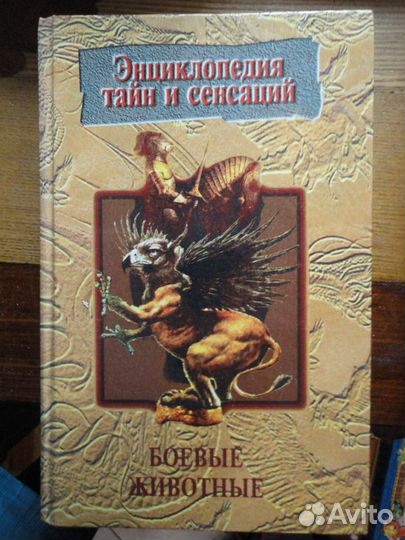 Энциклопедия
тайн и сенсаций
БОЕВЫЕ
ЖИВОТНЫЕ
Avito